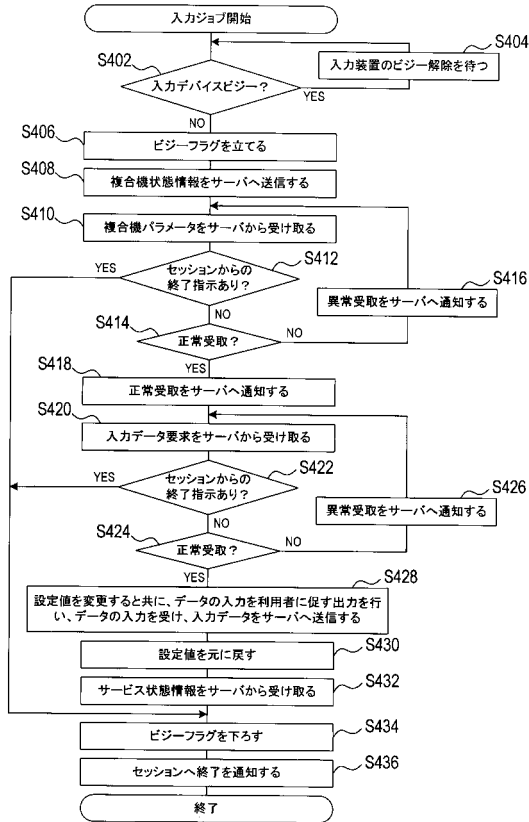 入力ジョブ開始
S404
S402
入力装置のビジー解除を待つ
入力デバイスビジー?
YES
NO
S406
ビジーフラグを立てる
S408
複合機状態情報をサーバへ送信する
S410
複合機パラメータをサーバから受け取る
YES
セッションからの
終了指示あり?
S412
S416
異常受取をサーバへ通知する
NO
S414
正常受取?
NO
YES
S418
正常受取をサーバへ通知する
S420
入力データ要求をサーバから受け取る
YES
セッションからの
終了指示あり?
S422
S426
異常受取をサーバへ通知する
NO
S424
正常受取?
NO
YES
S428
設定値を変更すると共に、データの入力を利用者に促す出力を行
い、データの入力を受け、入力データをサーバへ送信する
設定値を元に戻す
S430
サービス状態情報をサーバから受け取る
S432
ビジーフラグを下ろす
S434
セッションへ終了を通知する
S436
終了